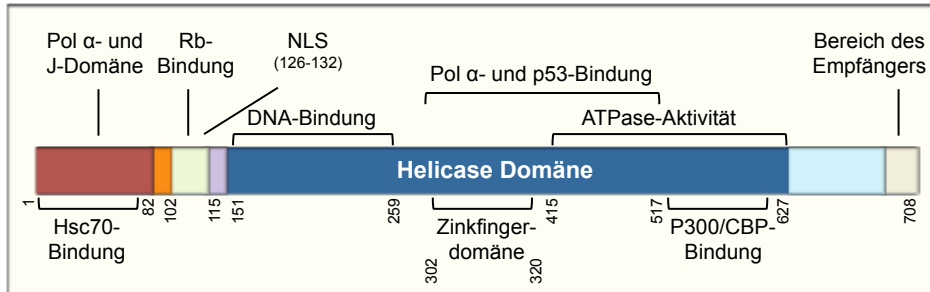 Pol α- und
J-Domäne
Rb-
Bindung
NLS
(126-132)
Bereich des
Empfängers
Pol α- und p53-Bindung
DNA-Bindung
ATPase-Aktivität
Helicase Domäne
1
82
102
115
151
259
415
517
627
708
Hsc70-
Bindung
Zinkfinger-
domäne
302
320
P300/CBP-
Bindung